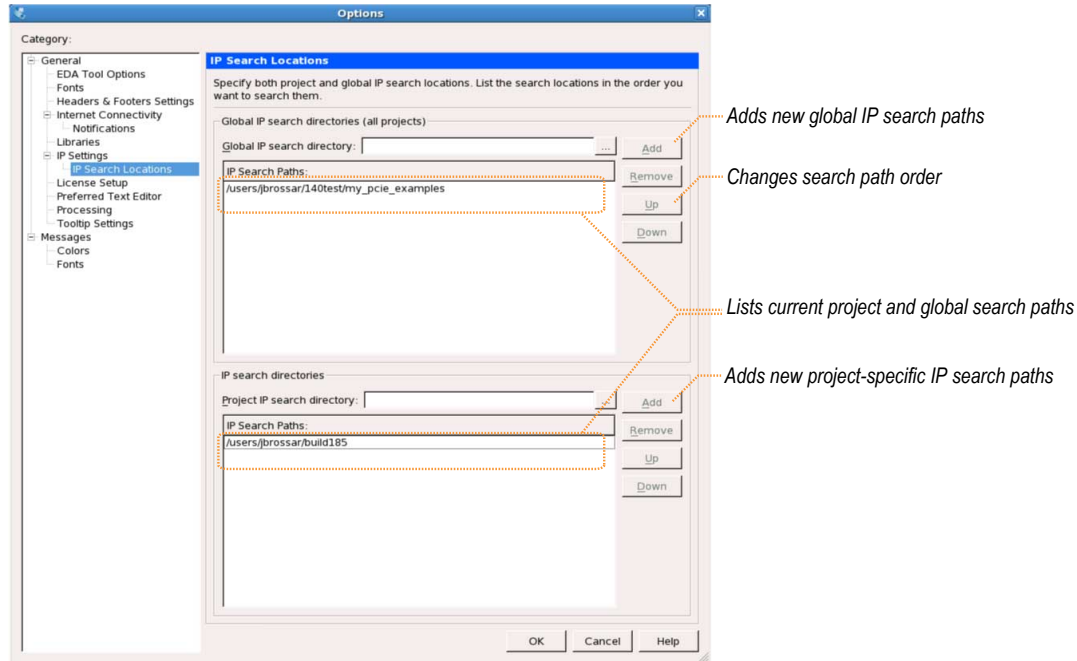 Options
Category:
General
EDA Tool Options
Fonts
Headers & Footers Settings
Internet Connectivity
Notifications
Libraries
IP Settings
IP Search Locations
License Setup
Preferred Text Editor
Processing
Tooltip Settings
Messages
Colors
Fonts
IP Search Locations
Specify both project and global IP search locations. List the search locations in the order you
want to search them.
Global IP search directories (all projects)
Global IP search directory:
...
Add
IP Search Paths:
Remove
/users/jbrossar/140test/my_pcie_examples
Up
Down
IP search directories
Project IP search directory:
...
Add
IP Search Paths:
Remove
/users/jbrossar/build185
Up
Down
OK
Cancel
Help
Adds new global IP search paths
Changes search path order
Lists current project and global search paths
Adds new project-specific IP search paths